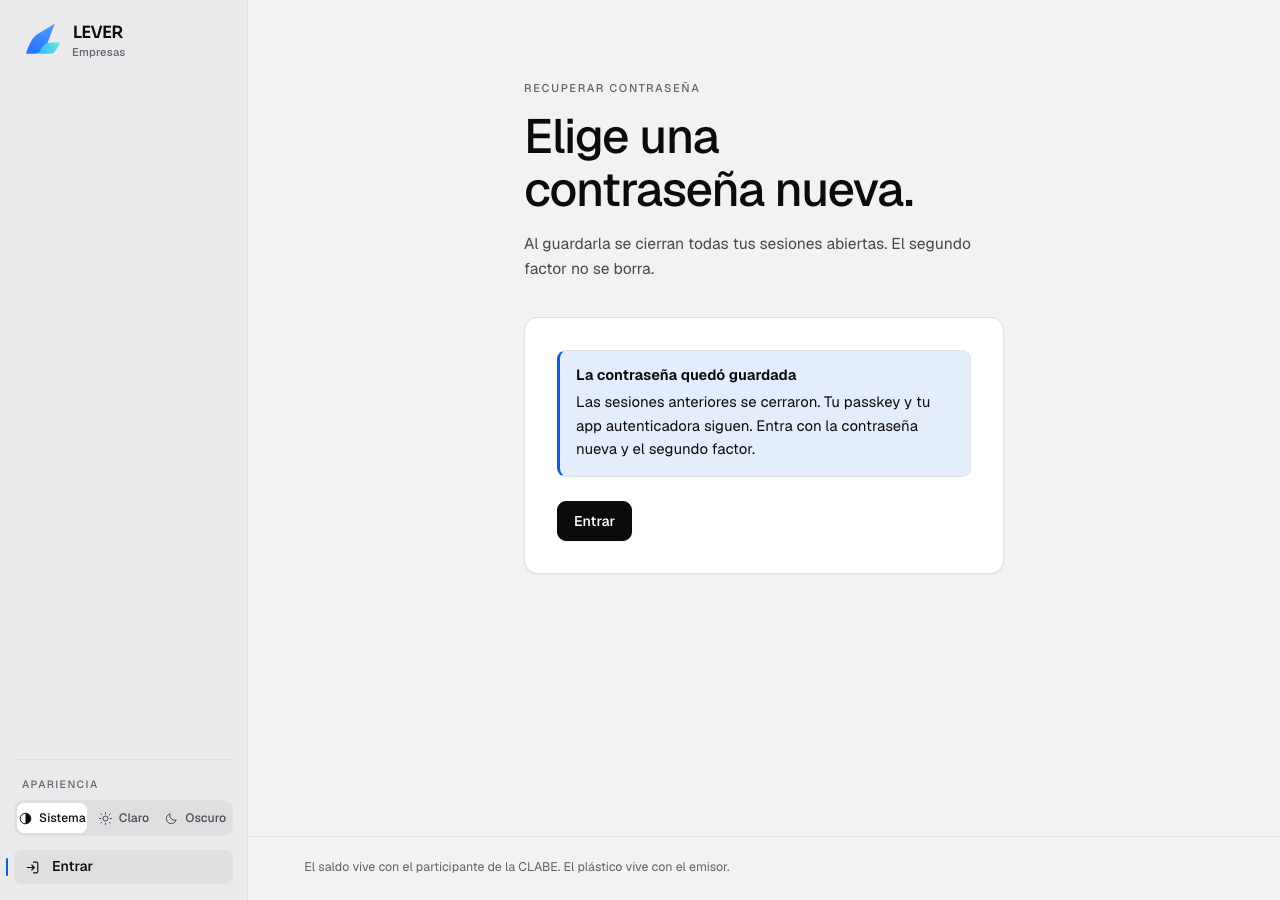 LEVER
Empresas
RECUPERAR CONTRASEÑA
Elige una
contraseña nueva.
Al guardarla se cierran todas tus sesiones abiertas. El segundo
factor no se borra.
La contraseña quedó guardada
Las sesiones anteriores se cerraron. Tu passkey y tu
app autenticadora siguen. Entra con la contraseña
nueva y el segundo factor.
Entrar
APARIENCIA
Sistema Claro Oscuro
Entrar
El saldo vive con el participante de la CLABE. El plástico vive con el emisor.